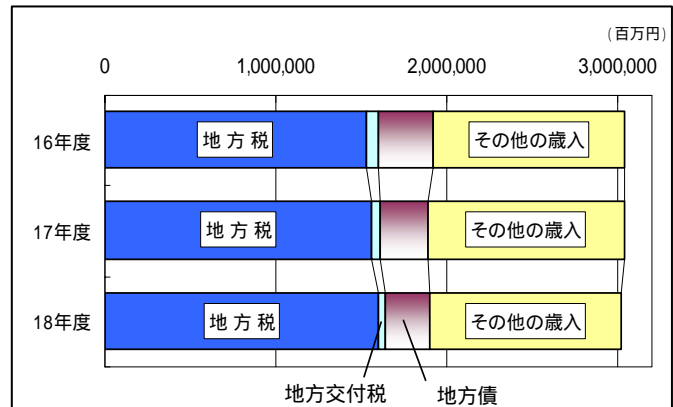 (百万円)
0 1,000,000 2,000,000 3,000,000
16年度 地方税 その他の歳入
17年度 地方税 その他の歳入
18年度 地方税 その他の歳入
地方交付税 地方債